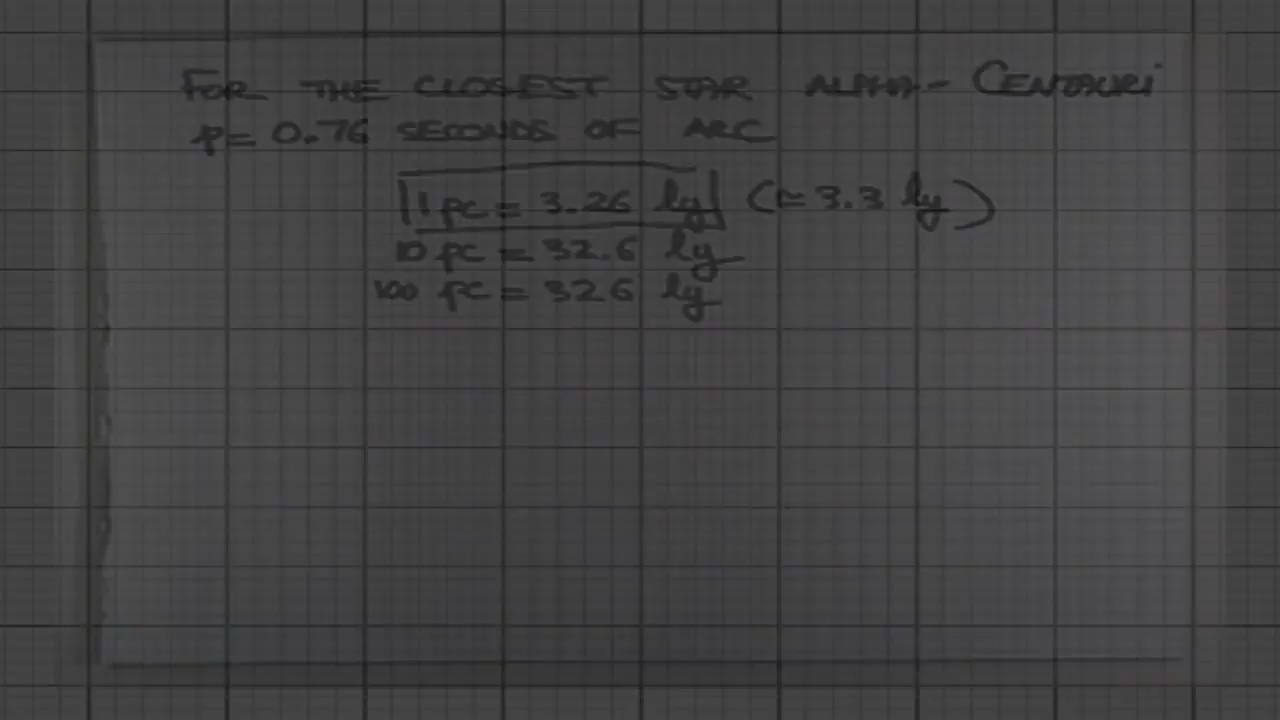 FOR THE CLOSEST STAR ALPHA-CENTAURI
p= 0.76 SECONDS OF ARC
1 pc = 3.26 ly (≈ 3.3 ly)
10 pc = 32.6 ly
100 pc = 326 ly